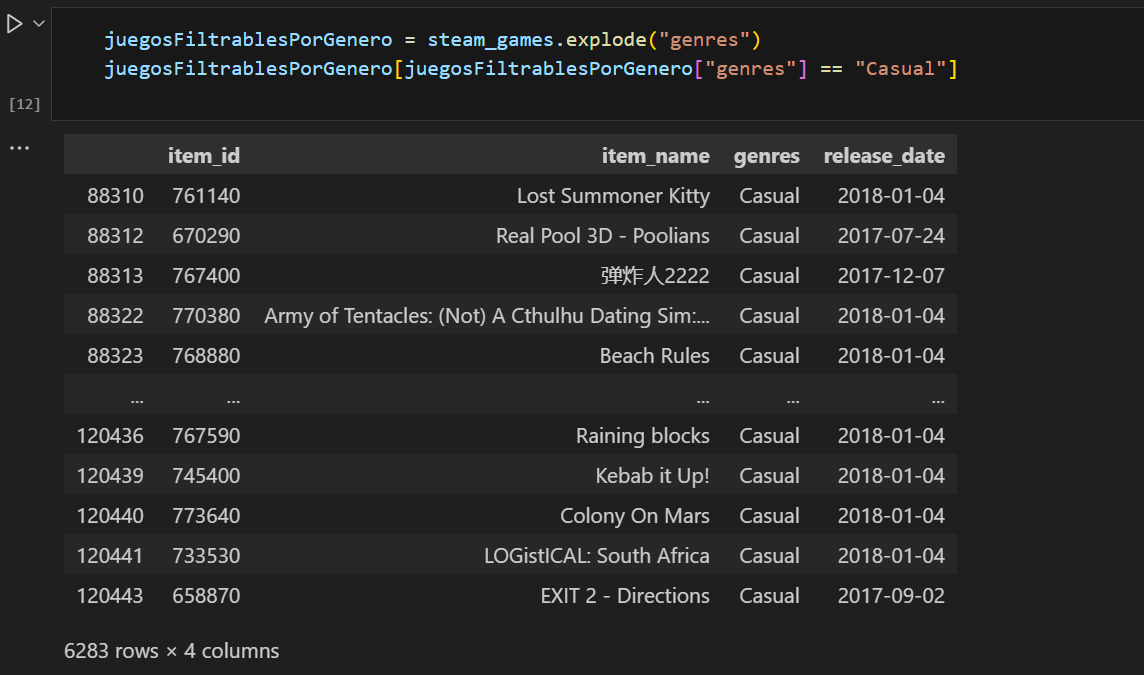 juegosFiltrablesPorGenero = steam_games.explode("genres")
juegosFiltrablesPorGenero[juegosFiltrablesPorGenero["genres"] == "Casual"]
[12]
...
item_id item_name genres release_date
88310 761140 Lost Summoner Kitty Casual 2018-01-04
88312 670290 Real Pool 3D - Poolians Casual 2017-07-24
88313 767400 弹炸人2222 Casual 2017-12-07
88322 770380 Army of Tentacles: (Not) A Cthulhu Dating Sim:... Casual 2018-01-04
88323 768880 Beach Rules Casual 2018-01-04
... ... ... ... ...
120436 767590 Raining blocks Casual 2018-01-04
120439 745400 Kebab it Up! Casual 2018-01-04
120440 773640 Colony On Mars Casual 2018-01-04
120441 733530 LOGistICAL: South Africa Casual 2018-01-04
120443 658870 EXIT 2 - Directions Casual 2017-09-02
6283 rows × 4 columns